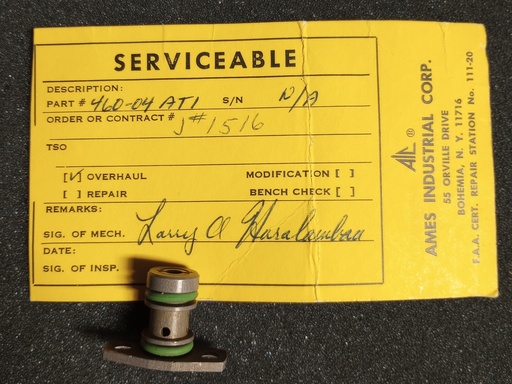 SERVICEABLE
DESCRIPTION:
PART # 460-04 AT1 S/N N/A
ORDER OR CONTRACT # J#1516
TSO
[✓] OVERHAUL MODIFICATION [ ]
[ ] REPAIR BENCH CHECK [ ]
REMARKS:
SIG. OF MECH. Larry A
DATE:
SIG. OF INSP.
AIL ®
AMES INDUSTRIAL CORP.
55 ORVILLE DRIVE
BOHEMIA, N. Y. 11716
F.A.A. CERT. REPAIR STATION No. 111-20